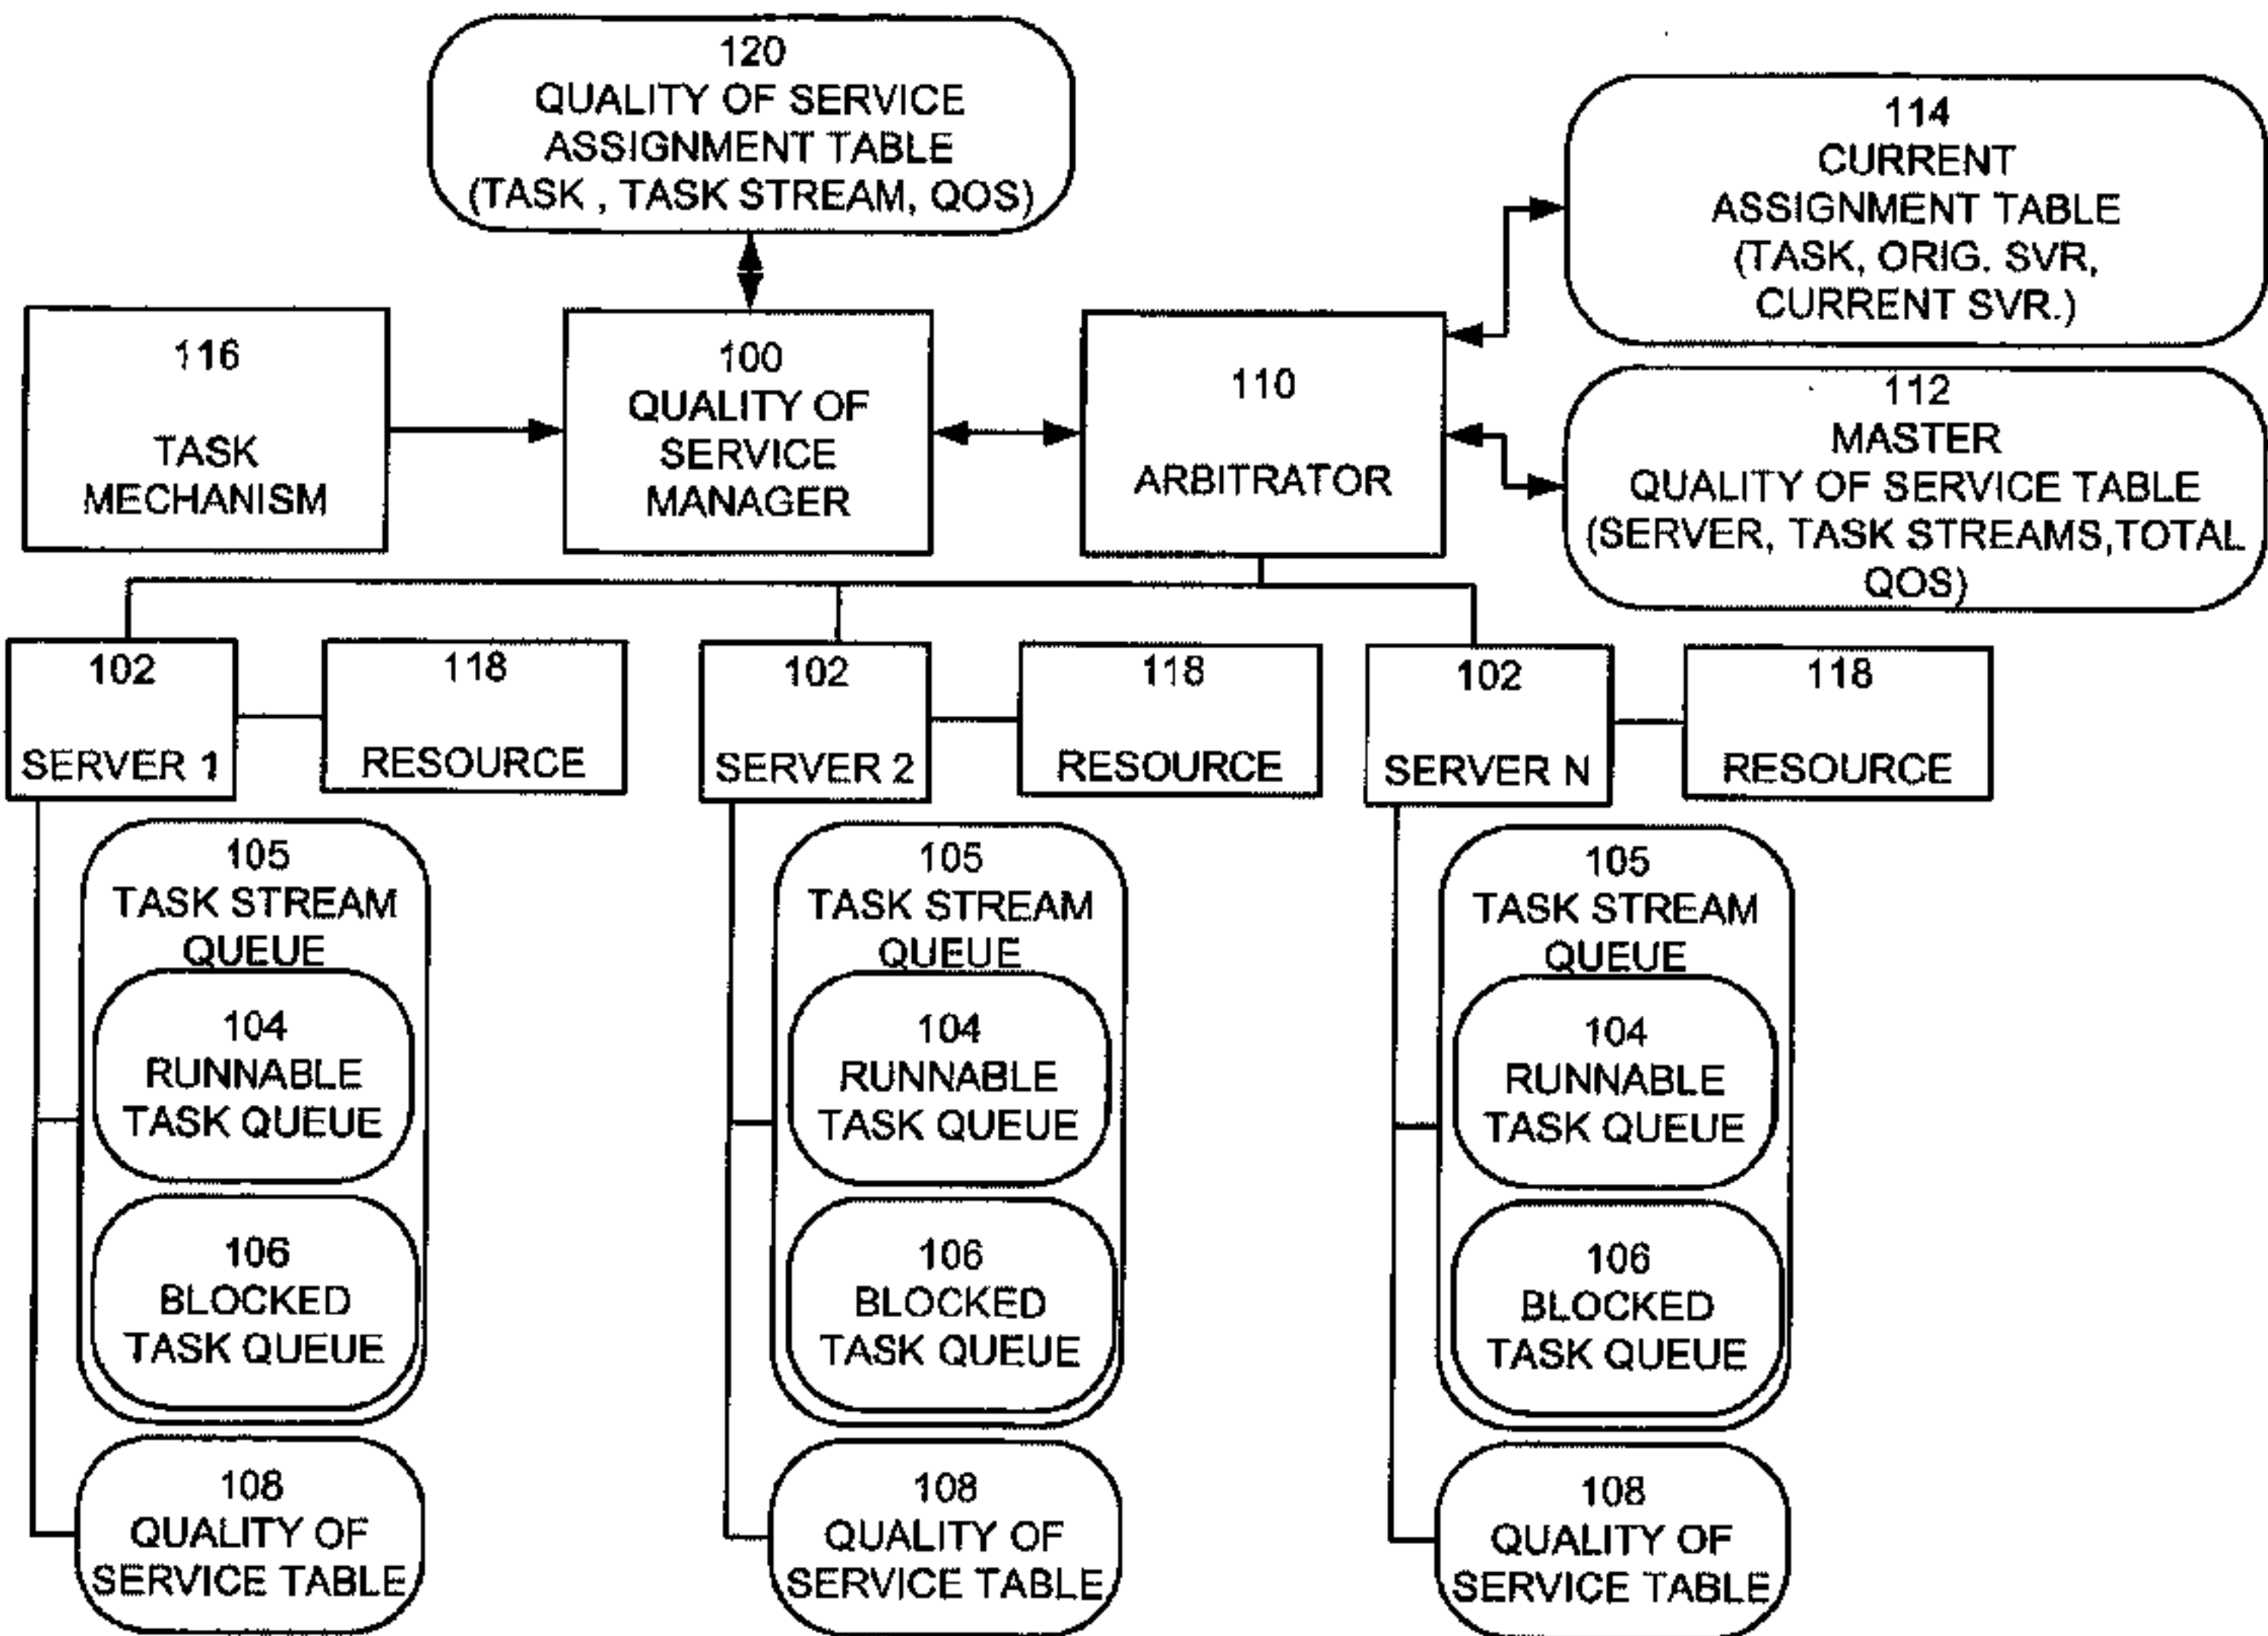 120
QUALITY OF SERVICE
ASSIGNMENT TABLE
(TASK , TASK STREAM, QOS)
114
CURRENT
ASSIGNMENT TABLE
(TASK, ORIG. SVR,
CURRENT SVR.)
116
TASK
MECHANISM
100
QUALITY OF
SERVICE
MANAGER
110
ARBITRATOR
112
MASTER
QUALITY OF SERVICE TABLE
(SERVER, TASK STREAMS,TOTAL
QOS)
102
SERVER 1
118
RESOURCE
102
SERVER 2
118
RESOURCE
102
SERVER N
118
RESOURCE
105
TASK STREAM
QUEUE
104
RUNNABLE
TASK QUEUE
106
BLOCKED
TASK QUEUE
108
QUALITY OF
SERVICE TABLE
105
TASK STREAM
QUEUE
104
RUNNABLE
TASK QUEUE
106
BLOCKED
TASK QUEUE
108
QUALITY OF
SERVICE TABLE
105
TASK STREAM
QUEUE
104
RUNNABLE
TASK QUEUE
106
BLOCKED
TASK QUEUE
108
QUALITY OF
SERVICE TABLE